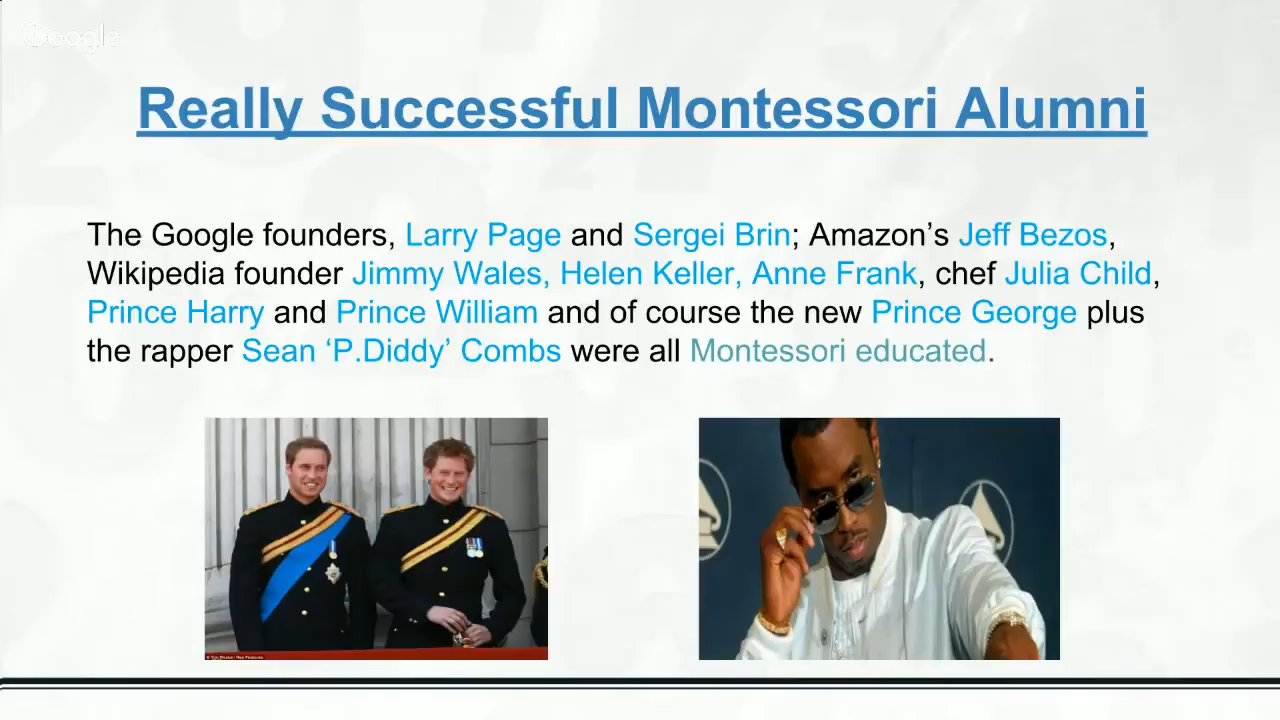 Google
Really Successful Montessori Alumni
The Google founders, Larry Page and Sergei Brin; Amazon’s Jeff Bezos,
Wikipedia founder Jimmy Wales, Helen Keller, Anne Frank, chef Julia Child,
Prince Harry and Prince William and of course the new Prince George plus
the rapper Sean ‘P.Diddy’ Combs were all Montessori educated.